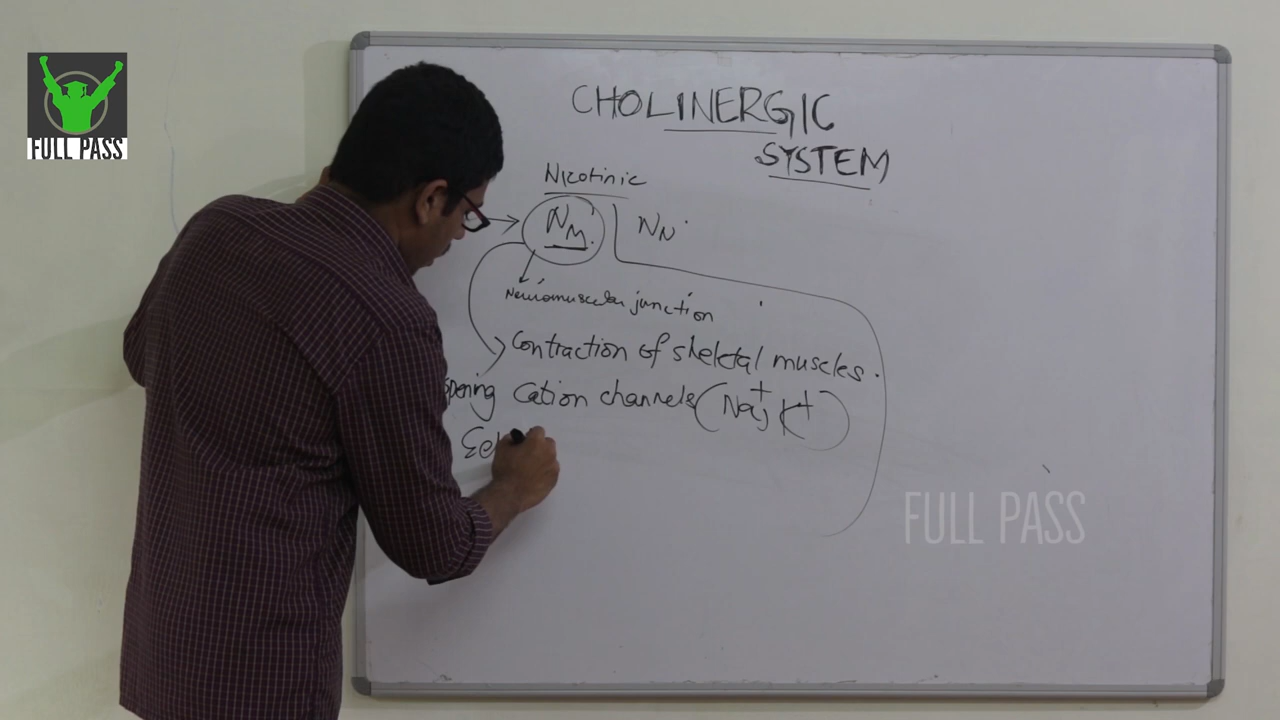 FULL PASS
CHOLINERGIC
SYSTEM
Nicotinic
NM NN
Neuromuscular junction
Contraction of skeletal muscles.
opening Cation channels (Na+, K+)
FULL PASS